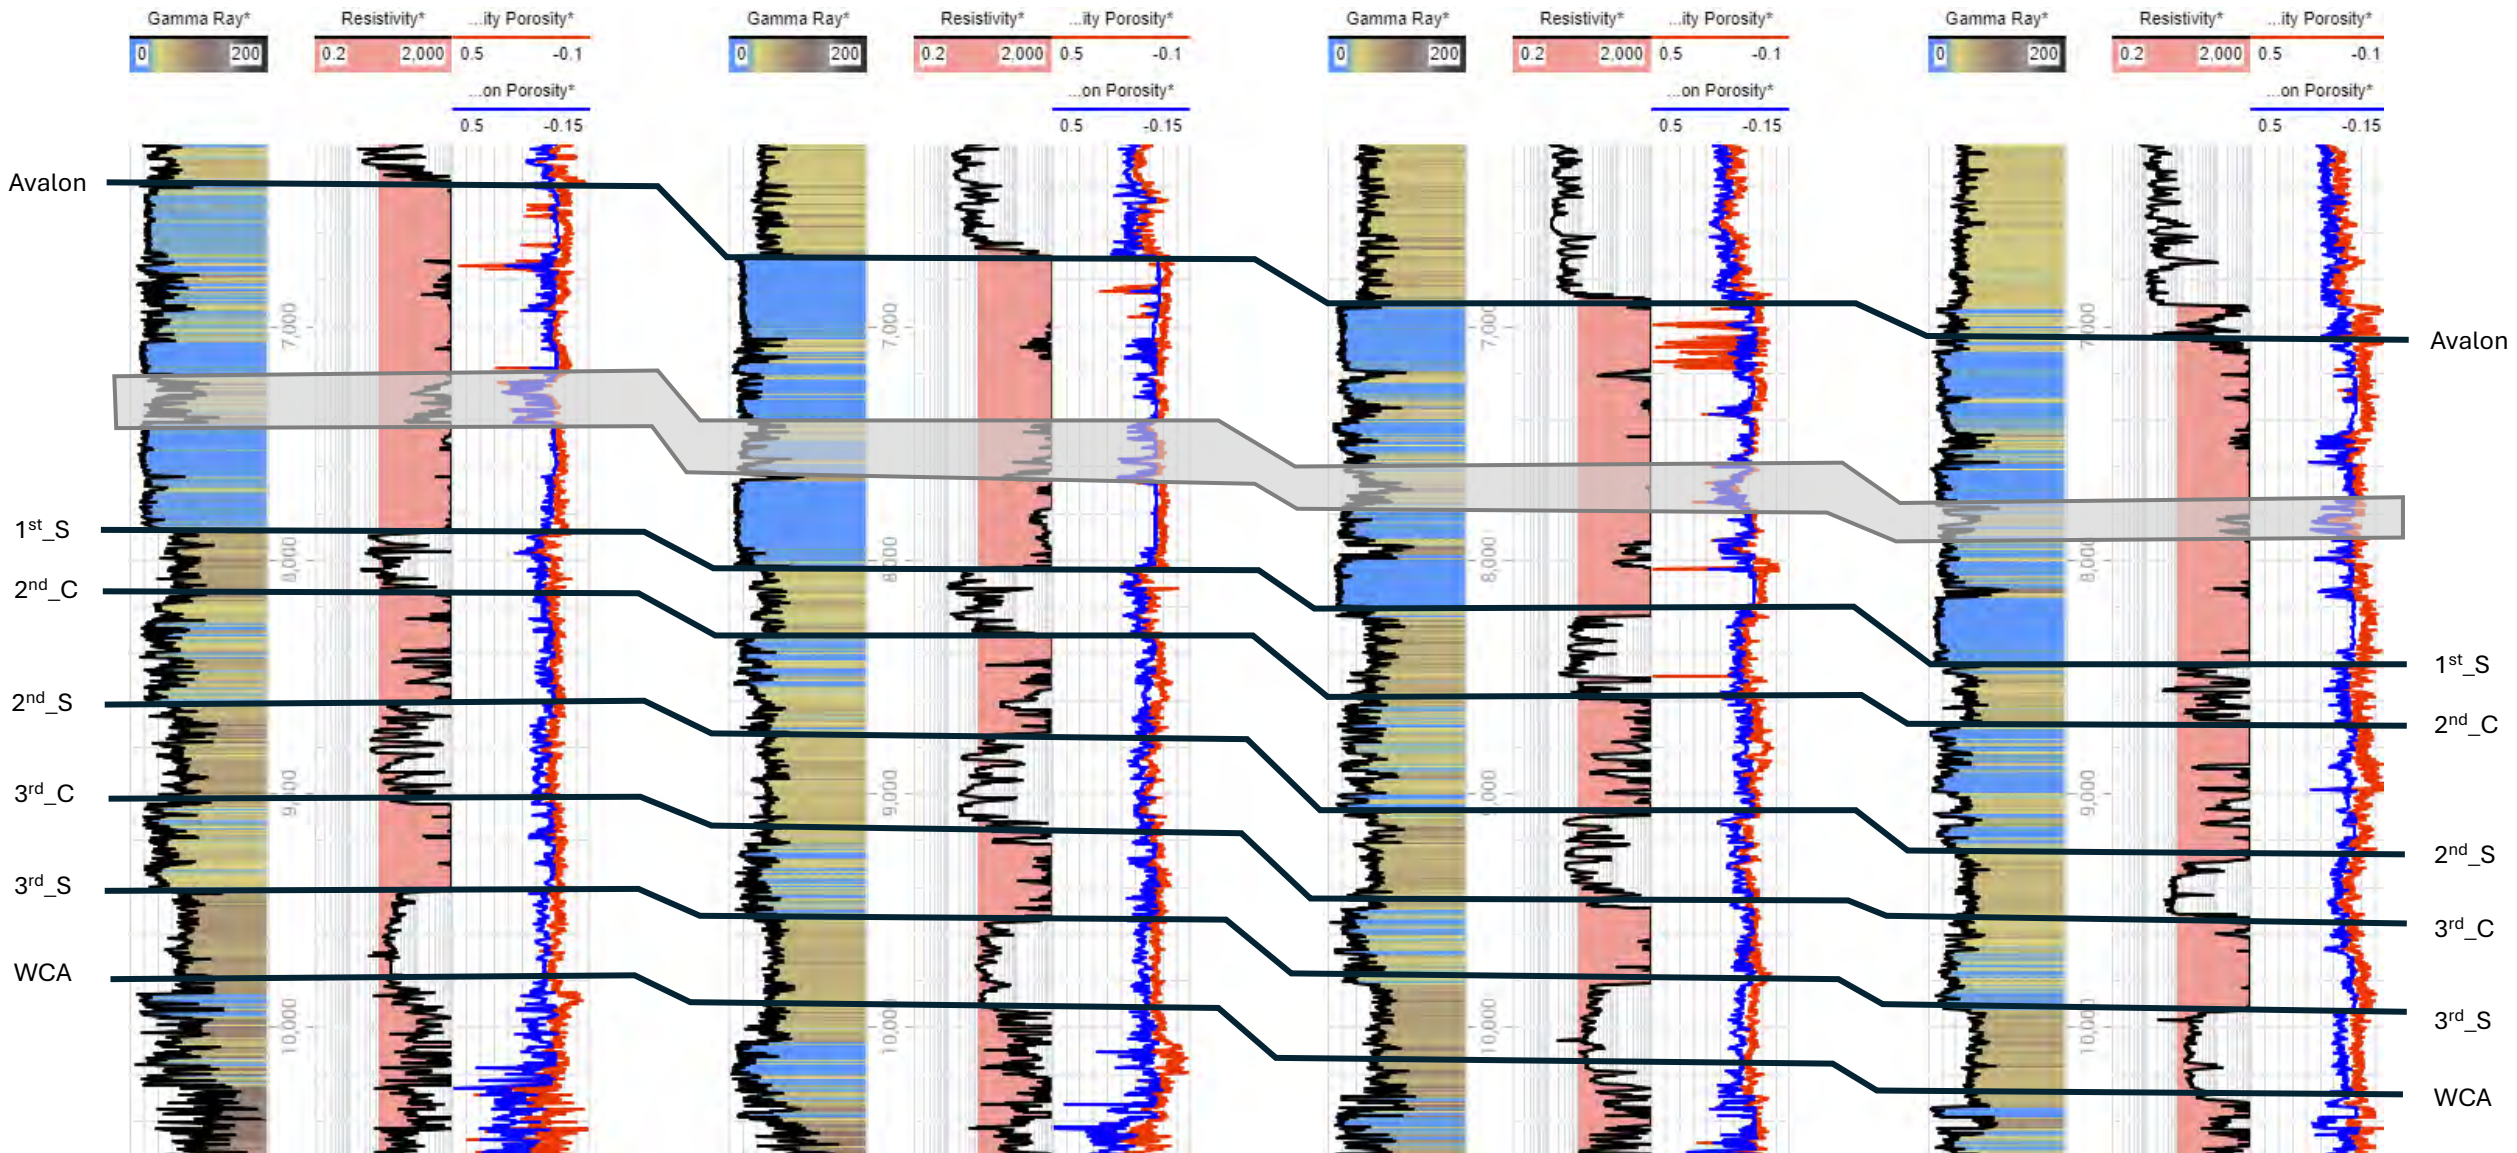 Gamma Ray* Resistivity* ...ity Porosity* Gamma Ray* Resistivity* ...ity Porosity* Gamma Ray* Resistivity* ...ity Porosity* Gamma Ray* Resistivity* ...ity Porosity*
0 200 0.2 2,000 0.5 -0.1 0 200 0.2 2,000 0.5 -0.1 0 200 0.2 2,000 0.5 -0.1 0 200 0.2 2,000 0.5 -0.1
...on Porosity* ...on Porosity* ...on Porosity* ...on Porosity*
0.5 -0.15 0.5 -0.15 0.5 -0.15 0.5 -0.15
Avalon
7,000 7,000 7,000
Avalon
1st_S
8,000 8,000 8,000 8,000
2nd_C
1st_S
2nd_S
2nd_C
3rd_C
9,000 9,000
2nd_S
3rd_S
3rd_C
WCA
10,000 10,000 10,000 10,000
3rd_S
WCA